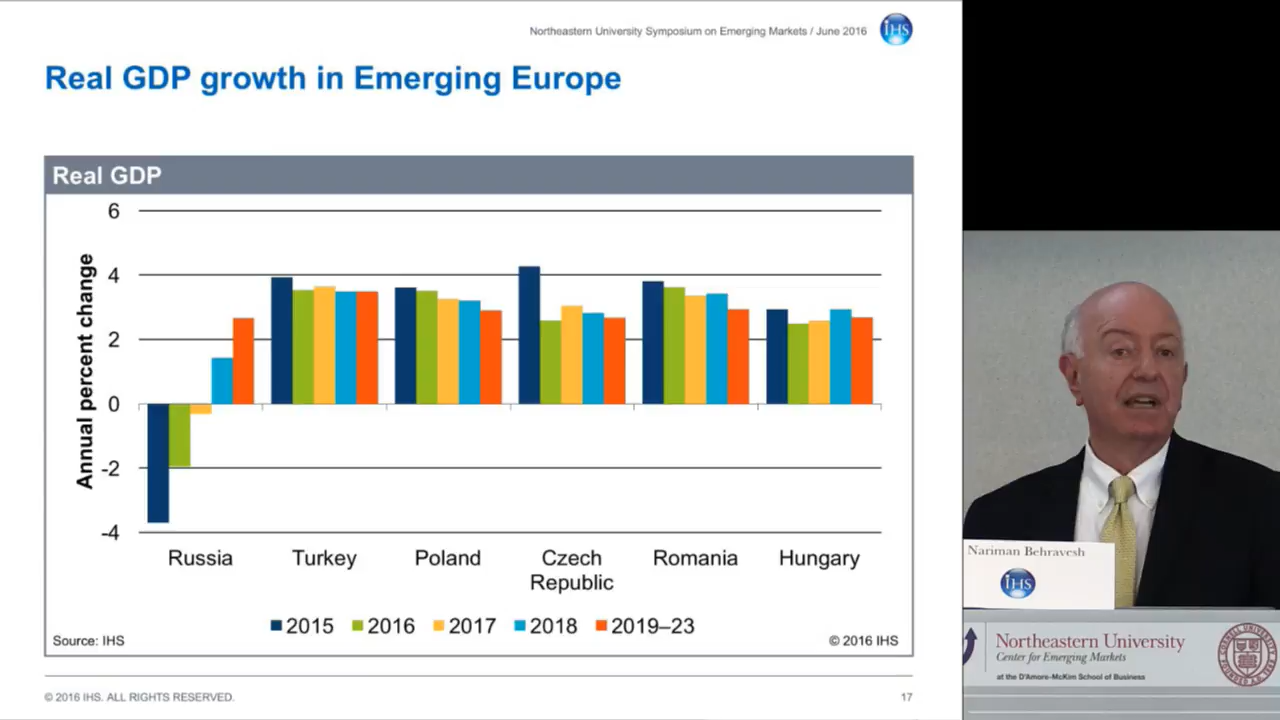 Northeastern University Symposium on Emerging Markets / June 2016
IHS
Real GDP growth in Emerging Europe
Real GDP
6
4
2
0
-2
-4
Annual percent change
Russia
Turkey
Poland
Czech
Republic
Romania
Hungary
2015
2016
2017
2018
2019–23
Source: IHS
© 2016 IHS
© 2016 IHS. ALL RIGHTS RESERVED.
17
Nariman Behravesh
IHS
Northeastern University
Center for Emerging Markets
at the D'Amore-McKim School of Business